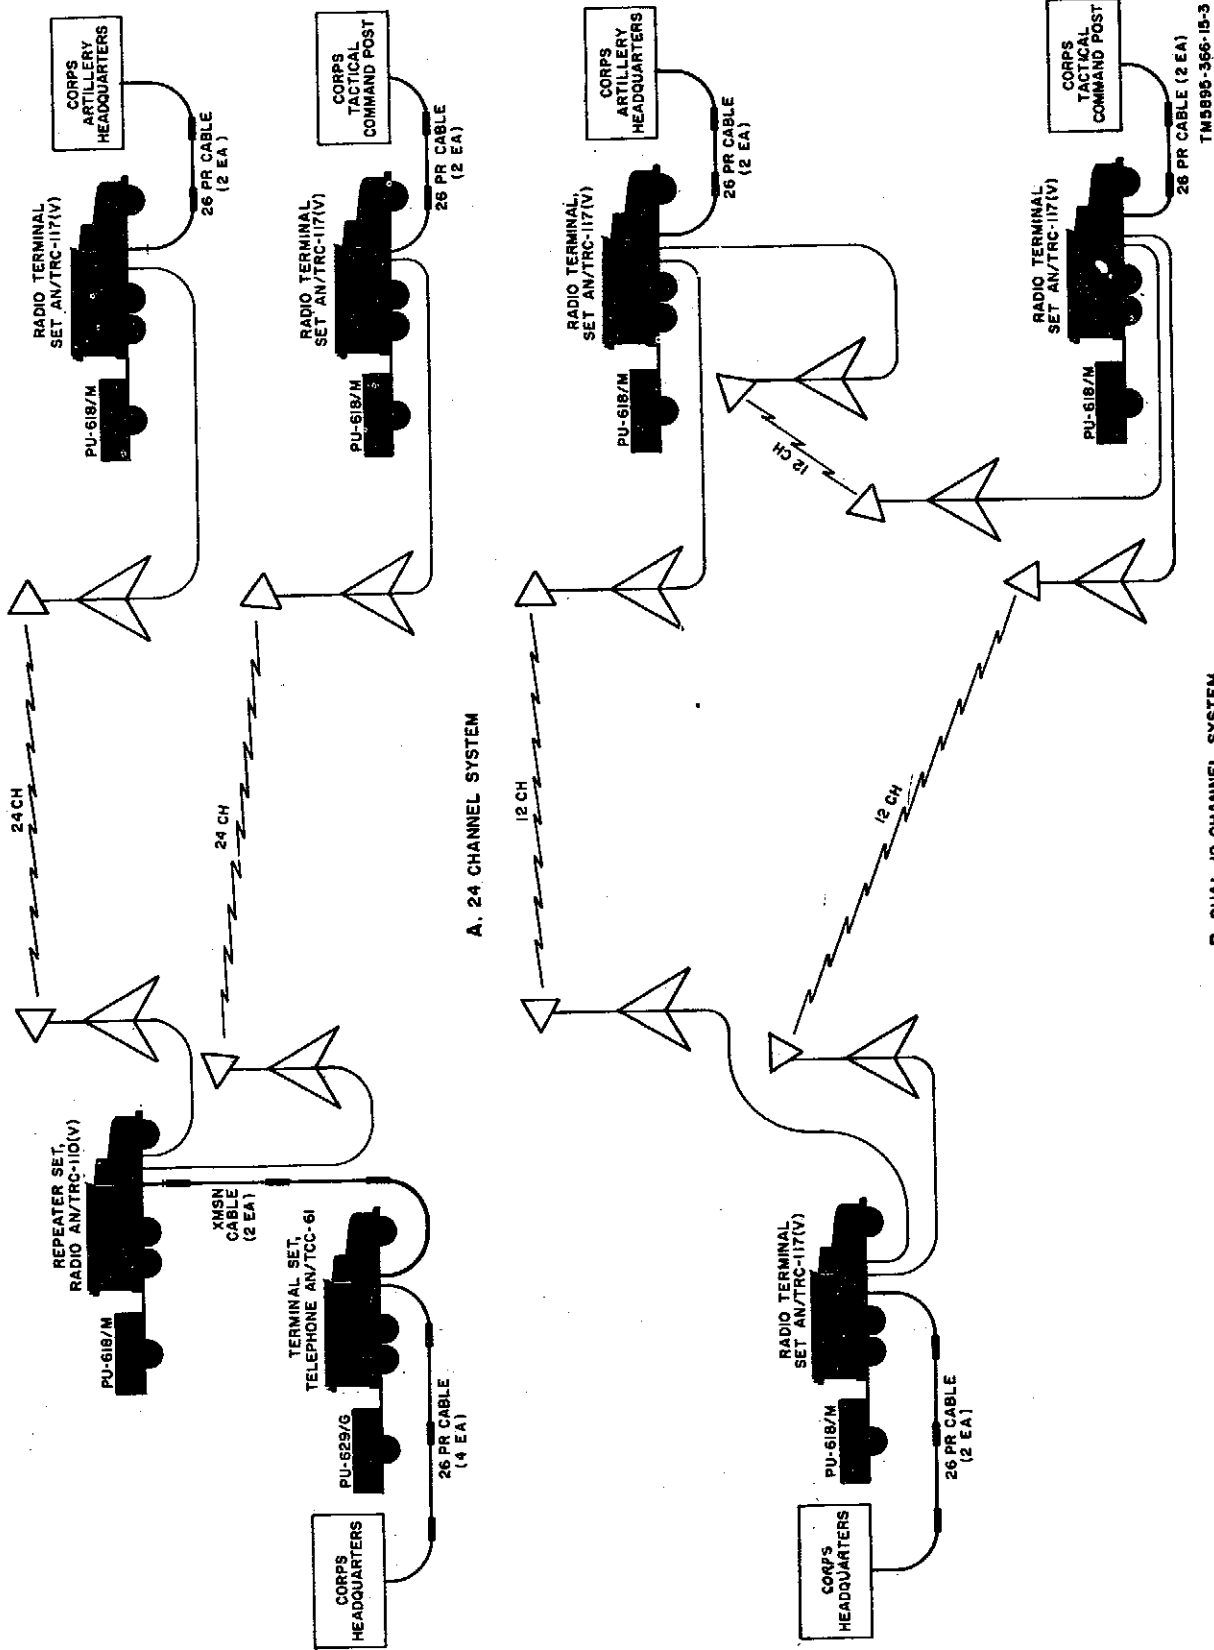 REPEATER SET,
RADIO AN/TRC-110(V)
PU-618/M
XMSN
CABLE
(2 EA)
TERMINAL SET,
TELEPHONE AN/TCC-61
PU-629/G
26 PR CABLE
(4 EA)
CORPS
HEADQUARTERS
24 CH
24 CH
RADIO TERMINAL
SET AN/TRC-117(V)
PU-618/M
26 PR CABLE
(2 EA)
CORPS
ARTILLERY
HEADQUARTERS
RADIO TERMINAL
SET AN/TRC-117(V)
PU-618/M
26 PR CABLE
(2 EA)
CORPS
TACTICAL
COMMAND POST
A. 24 CHANNEL SYSTEM
12 CH
12 CH
12 CH
RADIO TERMINAL
SET AN/TRC-117(V)
PU-618/M
26 PR CABLE
(2 EA)
CORPS
HEADQUARTERS
RADIO TERMINAL,
SET AN/TRC-117(V)
PU-618/M
26 PR CABLE
(2 EA)
CORPS
ARTILLERY
HEADQUARTERS
RADIO TERMINAL
SET AN/TRC-117(V)
PU-618/M
26 PR CABLE (2 EA)
CORPS
TACTICAL
COMMAND POST
TM5895-366-15-3
CHANNEL SYSTEM